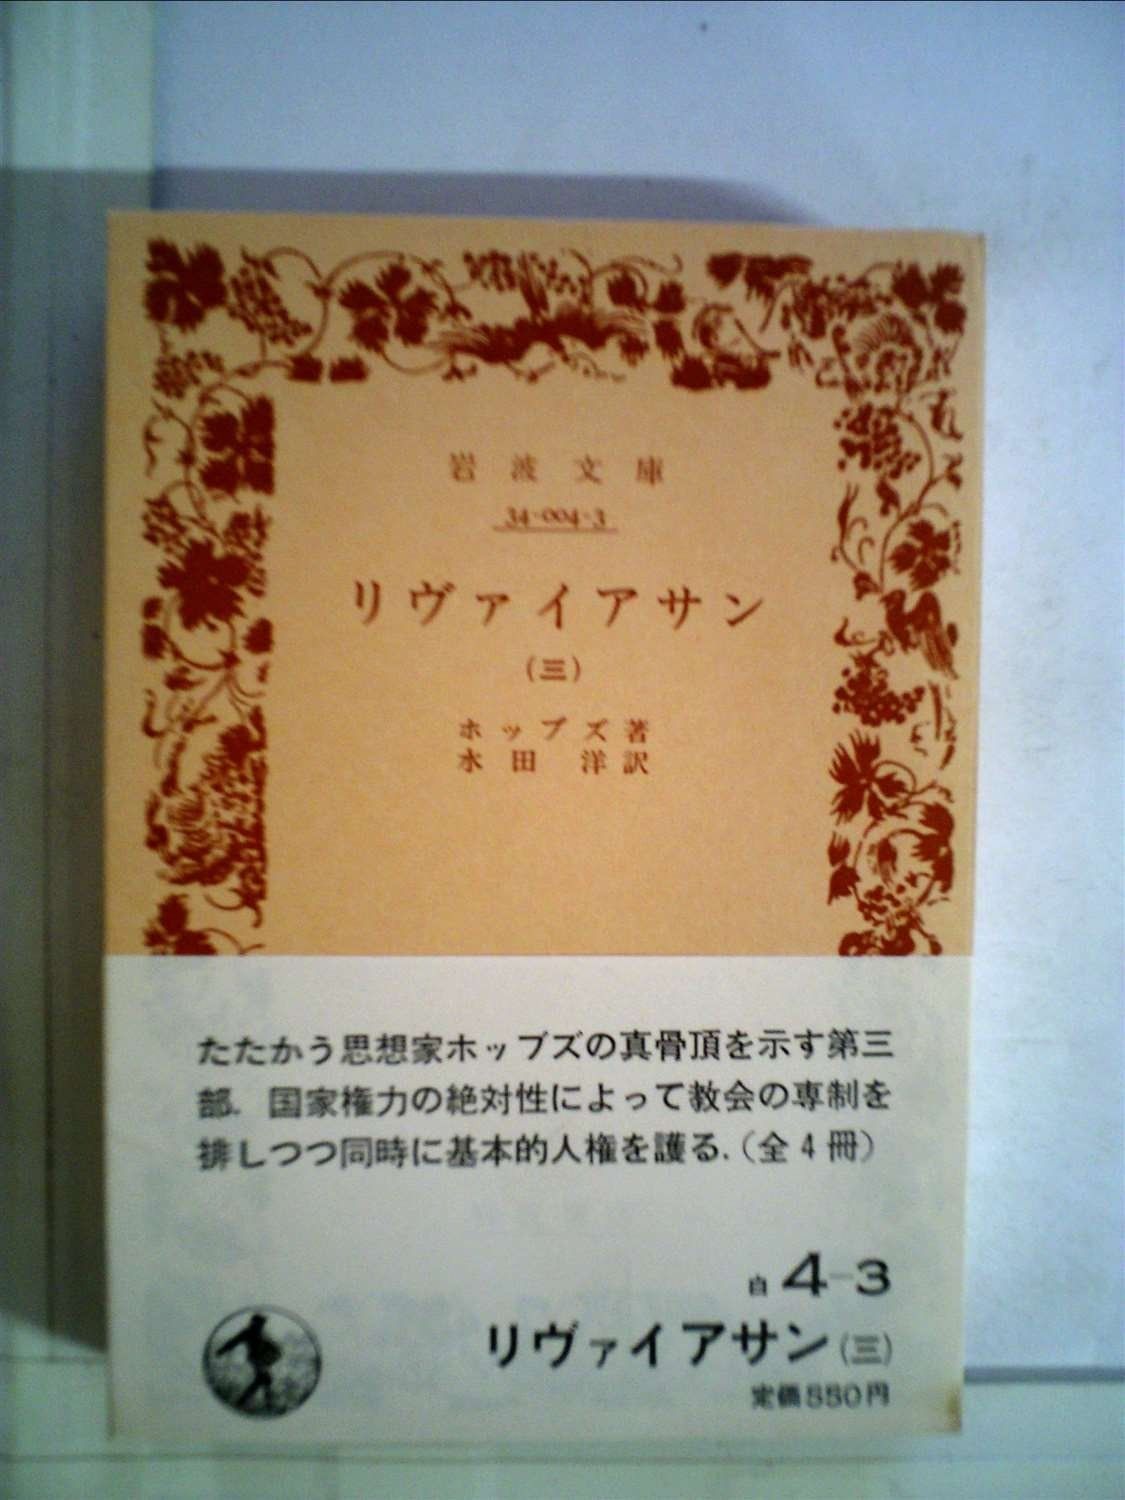 岩波文庫
34-004-3
リヴァイアサン
(三)
ホッブズ著
水田 洋訳
たたかう思想家ホッブズの真骨頂を示す第三
部．国家権力の絶対性によって教会の専制を
排しつつ同時に基本的人権を護る．(全4冊)
白 4-3
リヴァイアサン(三)
定価550円